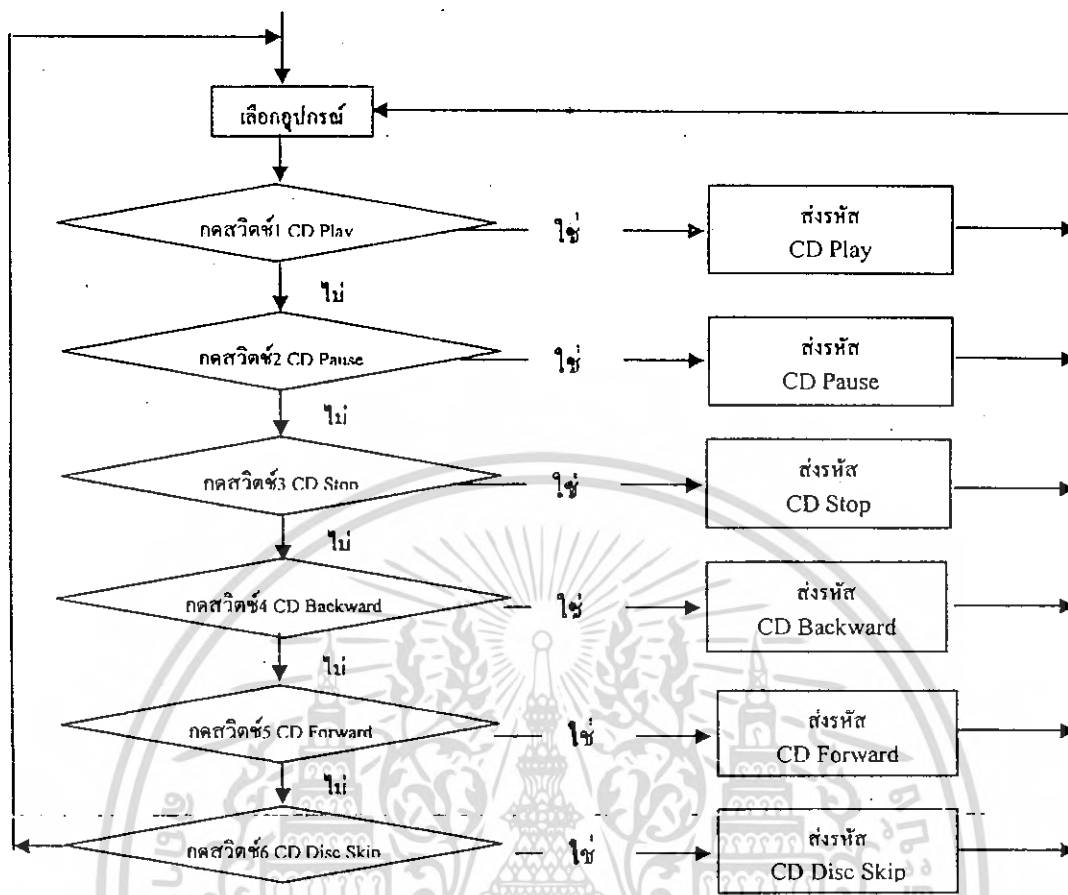 เลือกอุปกรณ์
กดสวิตช์1 CD Play
ใช่
ส่งรหัส
CD Play
ไม่
กดสวิตช์2 CD Pause
ใช่
ส่งรหัส
CD Pause
ไม่
กดสวิตช์3 CD Stop
ใช่
ส่งรหัส
CD Stop
ไม่
กดสวิตช์4 CD Backward
ใช่
ส่งรหัส
CD Backward
ไม่
กดสวิตช์5 CD Forward
ใช่
ส่งรหัส
CD Forward
ไม่
กดสวิตช์6 CD Disc Skip
ใช่
ส่งรหัส
CD Disc Skip